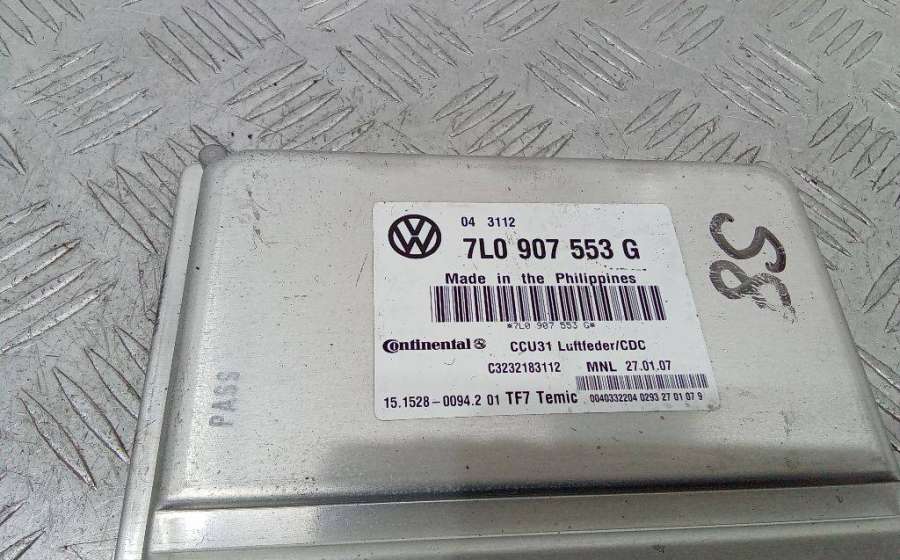 04 3112
7L0 907 553 G
Made in the Philippines
*7L0 907 553 G*
Continental CCU31 Luftfeder/CDC
C3232183112 MNL 27.01.07
15.1528-0094.2 01 TF7 Temic 0040332204 0293 27 01 07 9
PASS
58